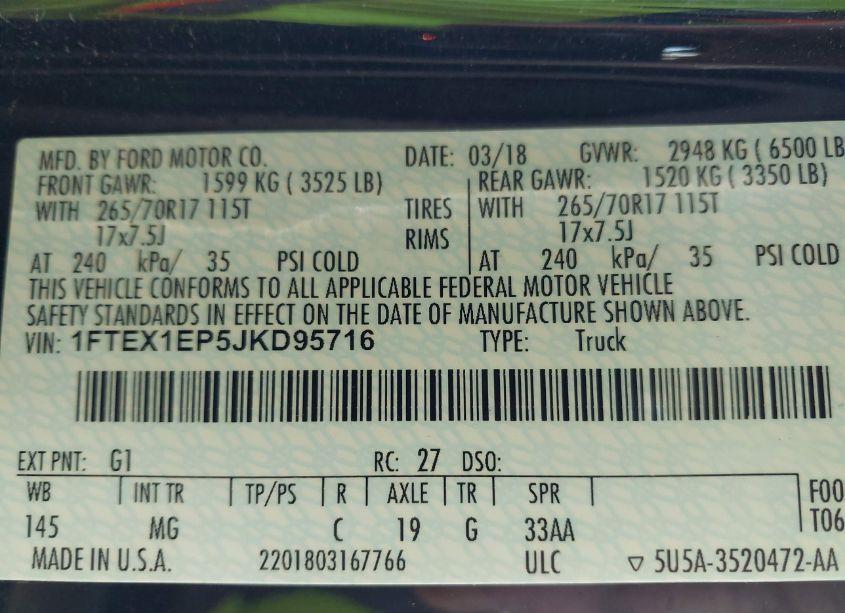 MFD. BY FORD MOTOR CO. DATE: 03/18 GVWR: 2948 KG ( 6500 LB
FRONT GAWR: 1599 KG ( 3525 LB) REAR GAWR: 1520 KG ( 3350 LB)
WITH 265/70R17 115T TIRES WITH 265/70R17 115T
17x7.5J RIMS 17x7.5J
AT 240 kPa/ 35 PSI COLD AT 240 kPa/ 35 PSI COLD
THIS VEHICLE CONFORMS TO ALL APPLICABLE FEDERAL MOTOR VEHICLE
SAFETY STANDARDS IN EFFECT ON THE DATE OF MANUFACTURE SHOWN ABOVE.
VIN: 1FTEX1EP5JKD95716 TYPE: Truck
EXT PNT: G1 RC: 27 DSO:
WB INT TR TP/PS R AXLE TR SPR F00
145 MG C 19 G 33AA T06
MADE IN U.S.A. 2201803167766 ULC ▽ 5U5A-3520472-AA